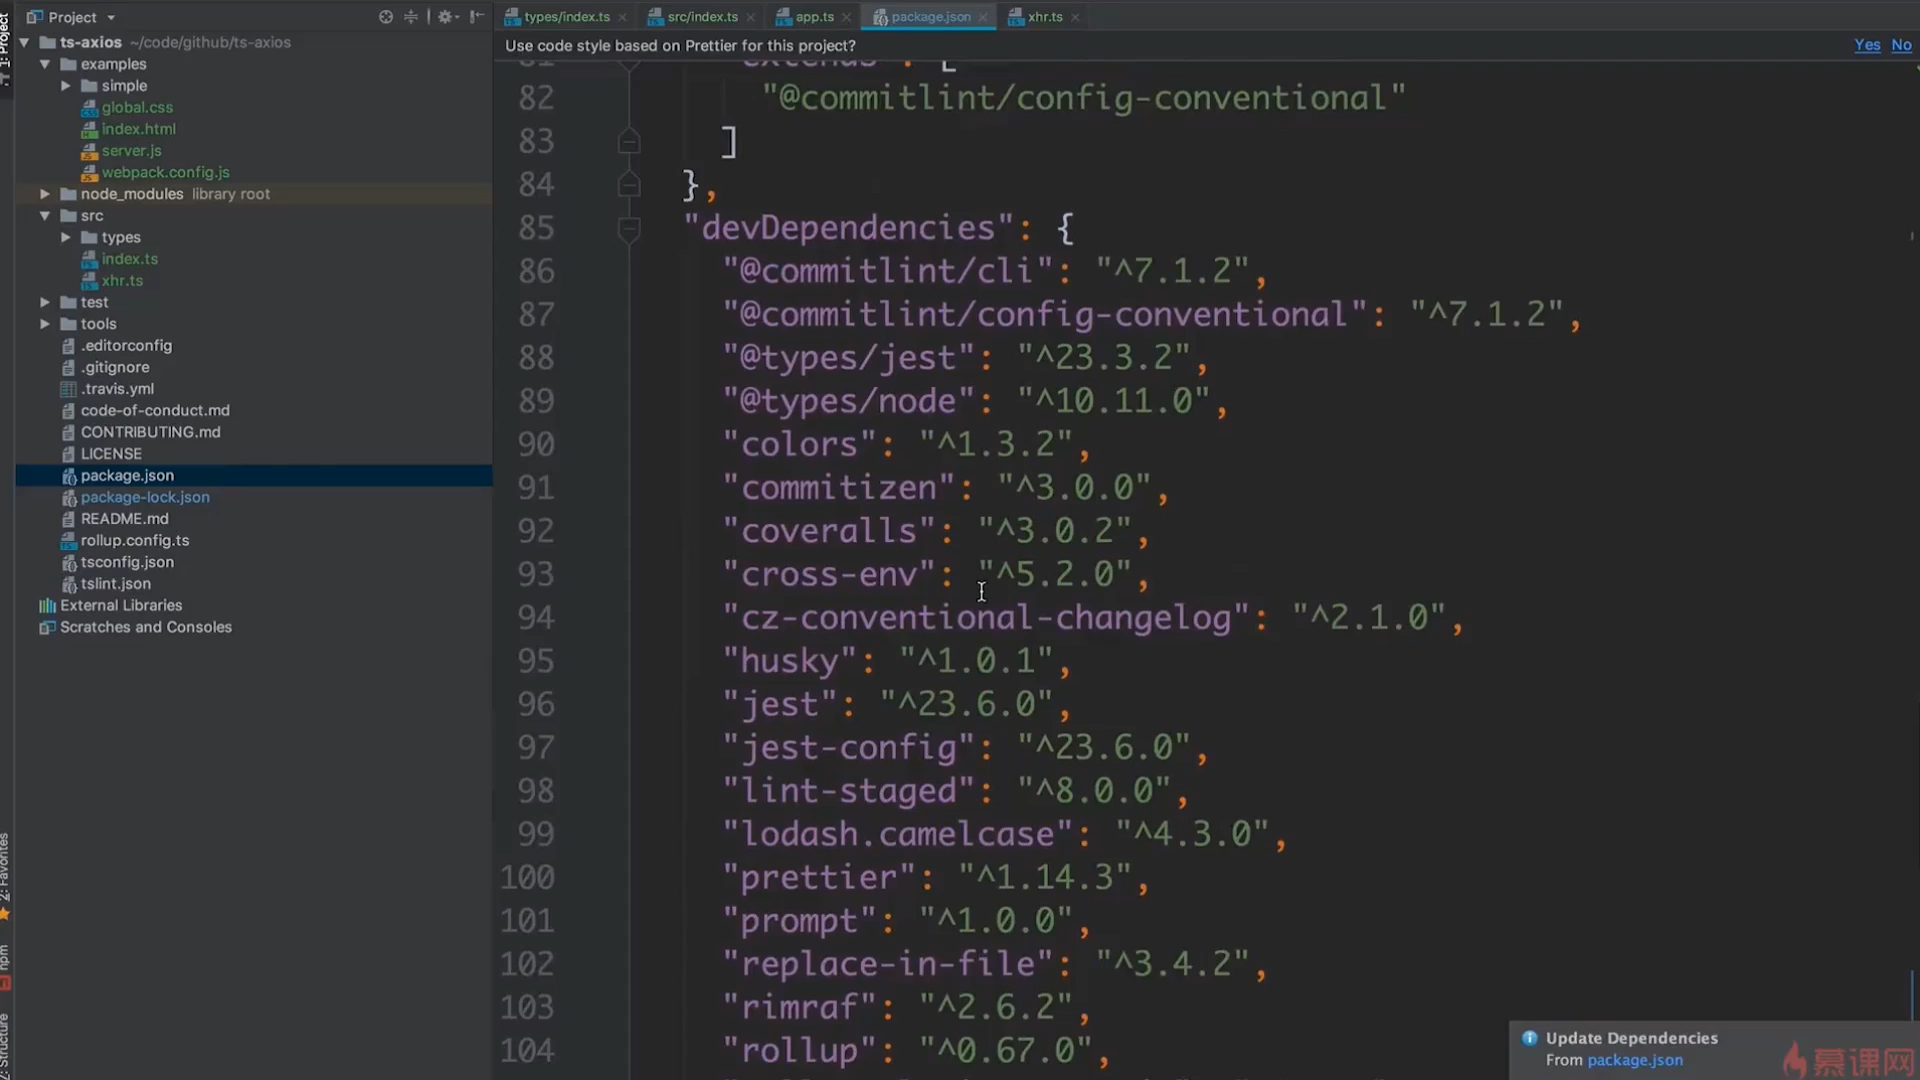 Project
types/index.ts
src/index.ts
app.ts
package.json
xhr.ts
Use code style based on Prettier for this project?
Yes No
1: Project
ts-axios ~/code/github/ts-axios
examples
simple
global.css
index.html
server.js
webpack.config.js
node_modules library root
src
types
index.ts
xhr.ts
test
tools
.editorconfig
.gitignore
.travis.yml
code-of-conduct.md
CONTRIBUTING.md
LICENSE
package.json
package-lock.json
README.md
rollup.config.ts
tsconfig.json
tslint.json
External Libraries
Scratches and Consoles
2: Favorites
npm
Z: Structure
81 "extends": [
82 "@commitlint/config-conventional"
83 ]
84 },
85 "devDependencies": {
86 "@commitlint/cli": "^7.1.2",
87 "@commitlint/config-conventional": "^7.1.2",
88 "@types/jest": "^23.3.2",
89 "@types/node": "^10.11.0",
90 "colors": "^1.3.2",
91 "commitizen": "^3.0.0",
92 "coveralls": "^3.0.2",
93 "cross-env": "^5.2.0",
94 "cz-conventional-changelog": "^2.1.0",
95 "husky": "^1.0.1",
96 "jest": "^23.6.0",
97 "jest-config": "^23.6.0",
98 "lint-staged": "^8.0.0",
99 "lodash.camelcase": "^4.3.0",
100 "prettier": "^1.14.3",
101 "prompt": "^1.0.0",
102 "replace-in-file": "^3.4.2",
103 "rimraf": "^2.6.2",
104 "rollup": "^0.67.0",
Update Dependencies
From package.json
慕课网